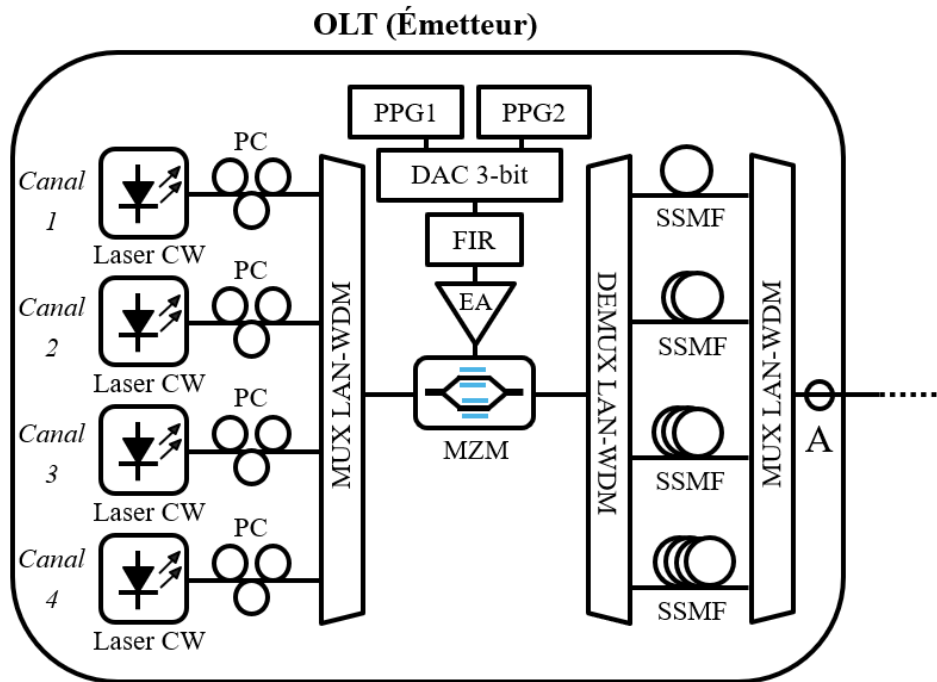 OLT (Émetteur)
PPG1
PPG2
DAC 3-bit
FIR
EA
MZM
Canal
1
Laser CW
PC
Canal
2
Laser CW
PC
Canal
3
Laser CW
PC
Canal
4
Laser CW
PC
MUX LAN-WDM
DEMUX LAN-WDM
SSMF
SSMF
SSMF
SSMF
MUX LAN-WDM
A